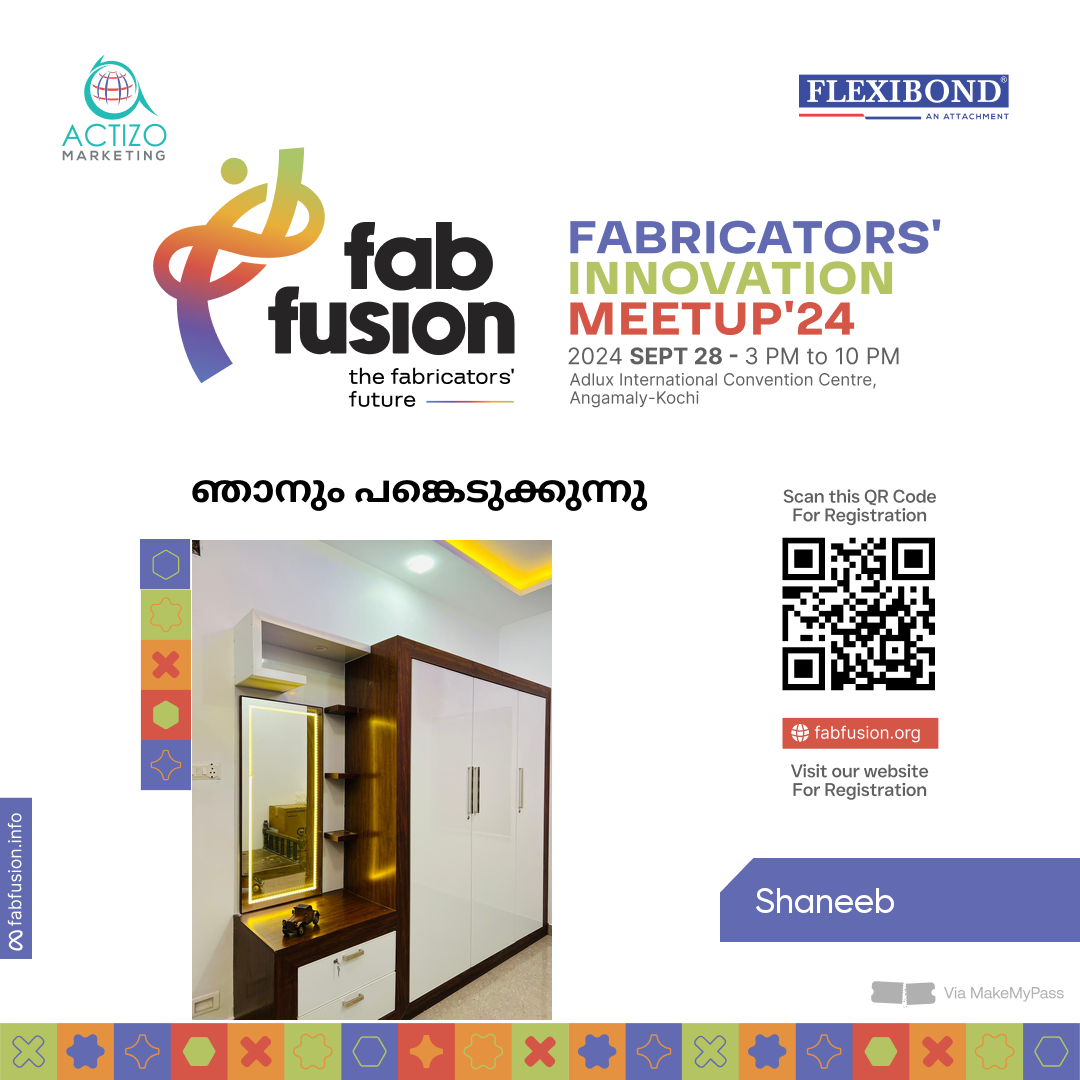 ACTIZO
MARKETING
FLEXIBOND®
AN ATTACHMENT
fab
fusion
the fabricators'
future
FABRICATORS'
INNOVATION
MEETUP'24
2024 SEPT 28 - 3 PM to 10 PM
Adlux International Convention Centre,
Angamaly-Kochi
ഞാനും പങ്കെടുക്കുന്നു
Scan this QR Code
For Registration
fabfusion.org
Visit our website
For Registration
fabfusion.info
Shaneeb
Via MakeMyPass